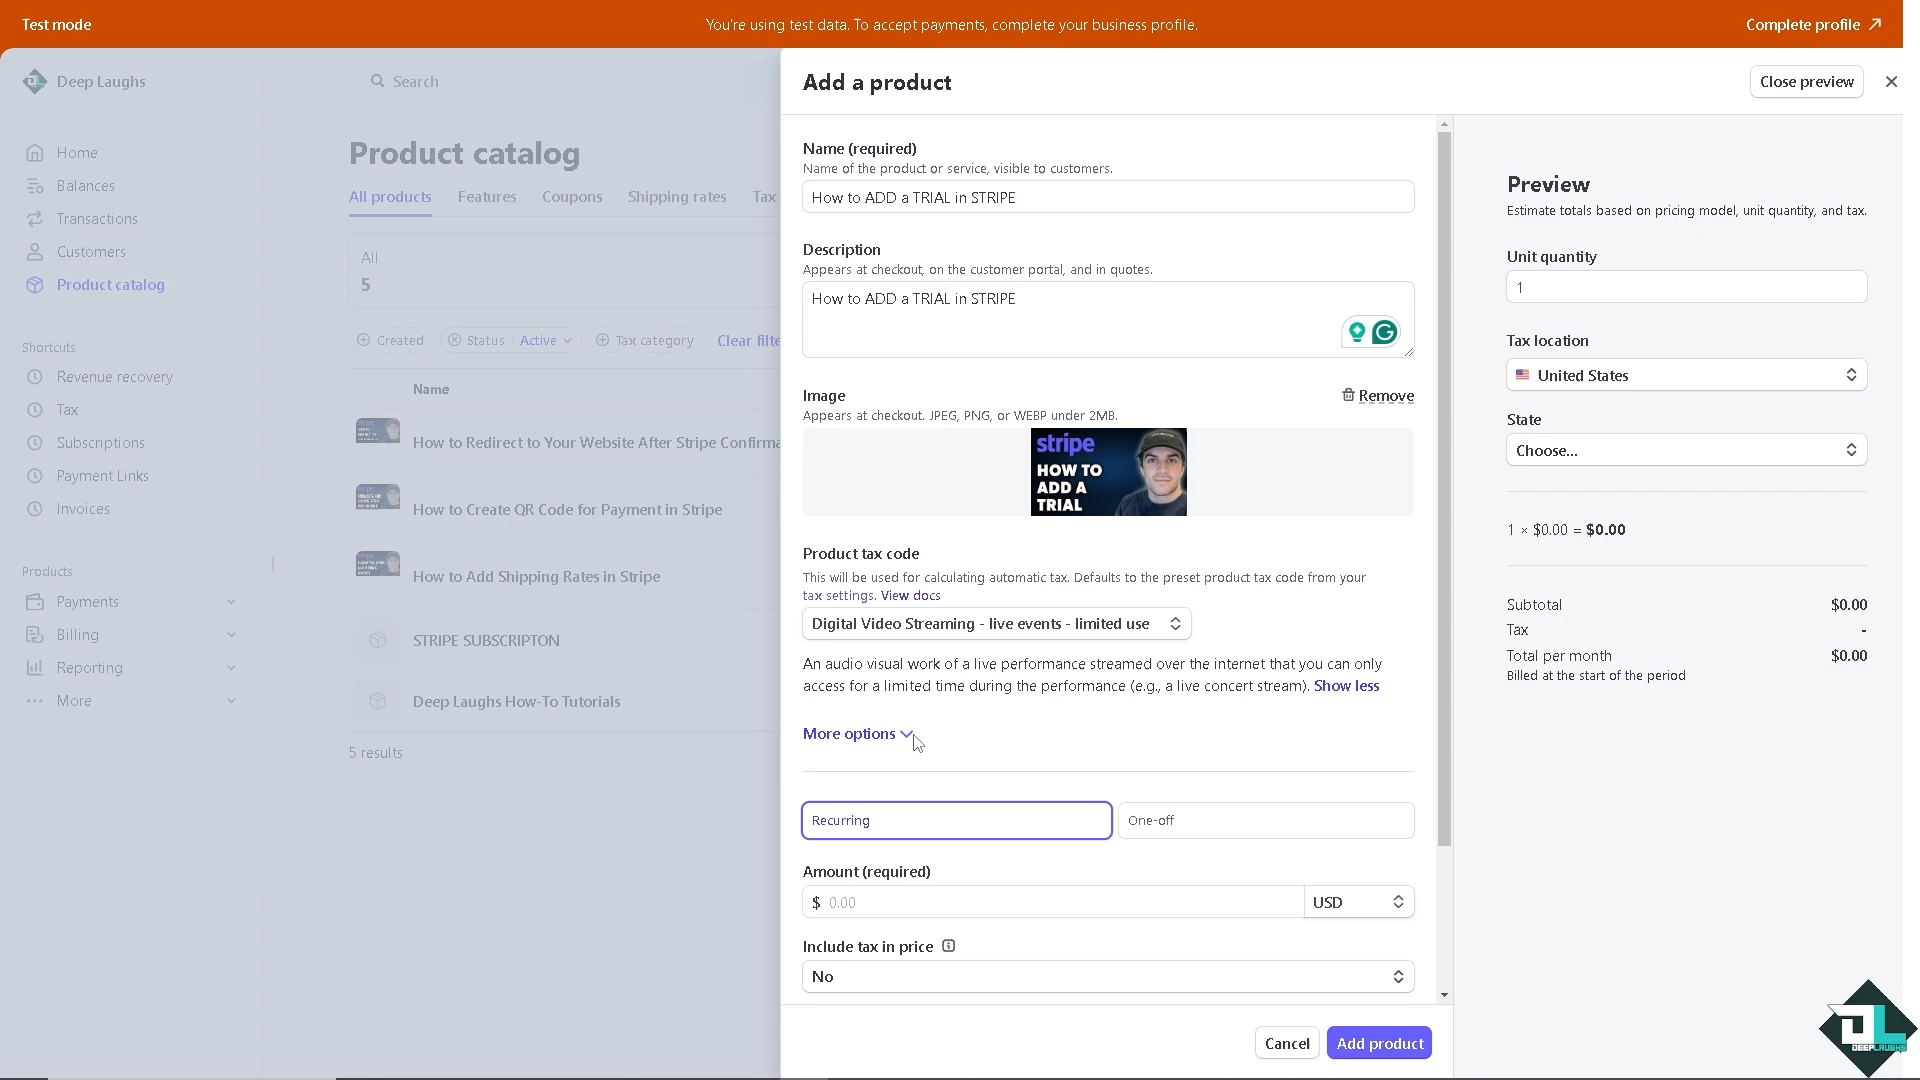 Test mode
You're using test data. To accept payments, complete your business profile.
Complete profile
Deep Laughs
Search
Home
Balances
Transactions
Customers
Product catalog
Shortcuts
Revenue recovery
Tax
Subscriptions
Payment Links
Invoices
Products
Payments
Billing
Reporting
More
Product catalog
All products
Features
Coupons
Shipping rates
Tax
All
5
Created
Status
Active
Tax category
Clear filte
Name
How to Redirect to Your Website After Stripe Confirma
How to Create QR Code for Payment in Stripe
How to Add Shipping Rates in Stripe
STRIPE SUBSCRIPTON
Deep Laughs How-To Tutorials
5 results
Add a product
Close preview
Name (required)
Name of the product or service, visible to customers.
How to ADD a TRIAL in STRIPE
Description
Appears at checkout, on the customer portal, and in quotes.
How to ADD a TRIAL in STRIPE
Image
Remove
Appears at checkout. JPEG, PNG, or WEBP under 2MB.
stripe
HOW TO
ADD A
TRIAL
Product tax code
This will be used for calculating automatic tax. Defaults to the preset product tax code from your
tax settings. View docs
Digital Video Streaming - live events - limited use
An audio visual work of a live performance streamed over the internet that you can only
access for a limited time during the performance (e.g., a live concert stream). Show less
More options
Recurring
One-off
Amount (required)
$ 0.00
USD
Include tax in price
No
Cancel
Add product
Preview
Estimate totals based on pricing model, unit quantity, and tax.
Unit quantity
1
Tax location
United States
State
Choose...
1 × $0.00 = $0.00
Subtotal $0.00
Tax -
Total per month $0.00
Billed at the start of the period
DEEPLAUGHS